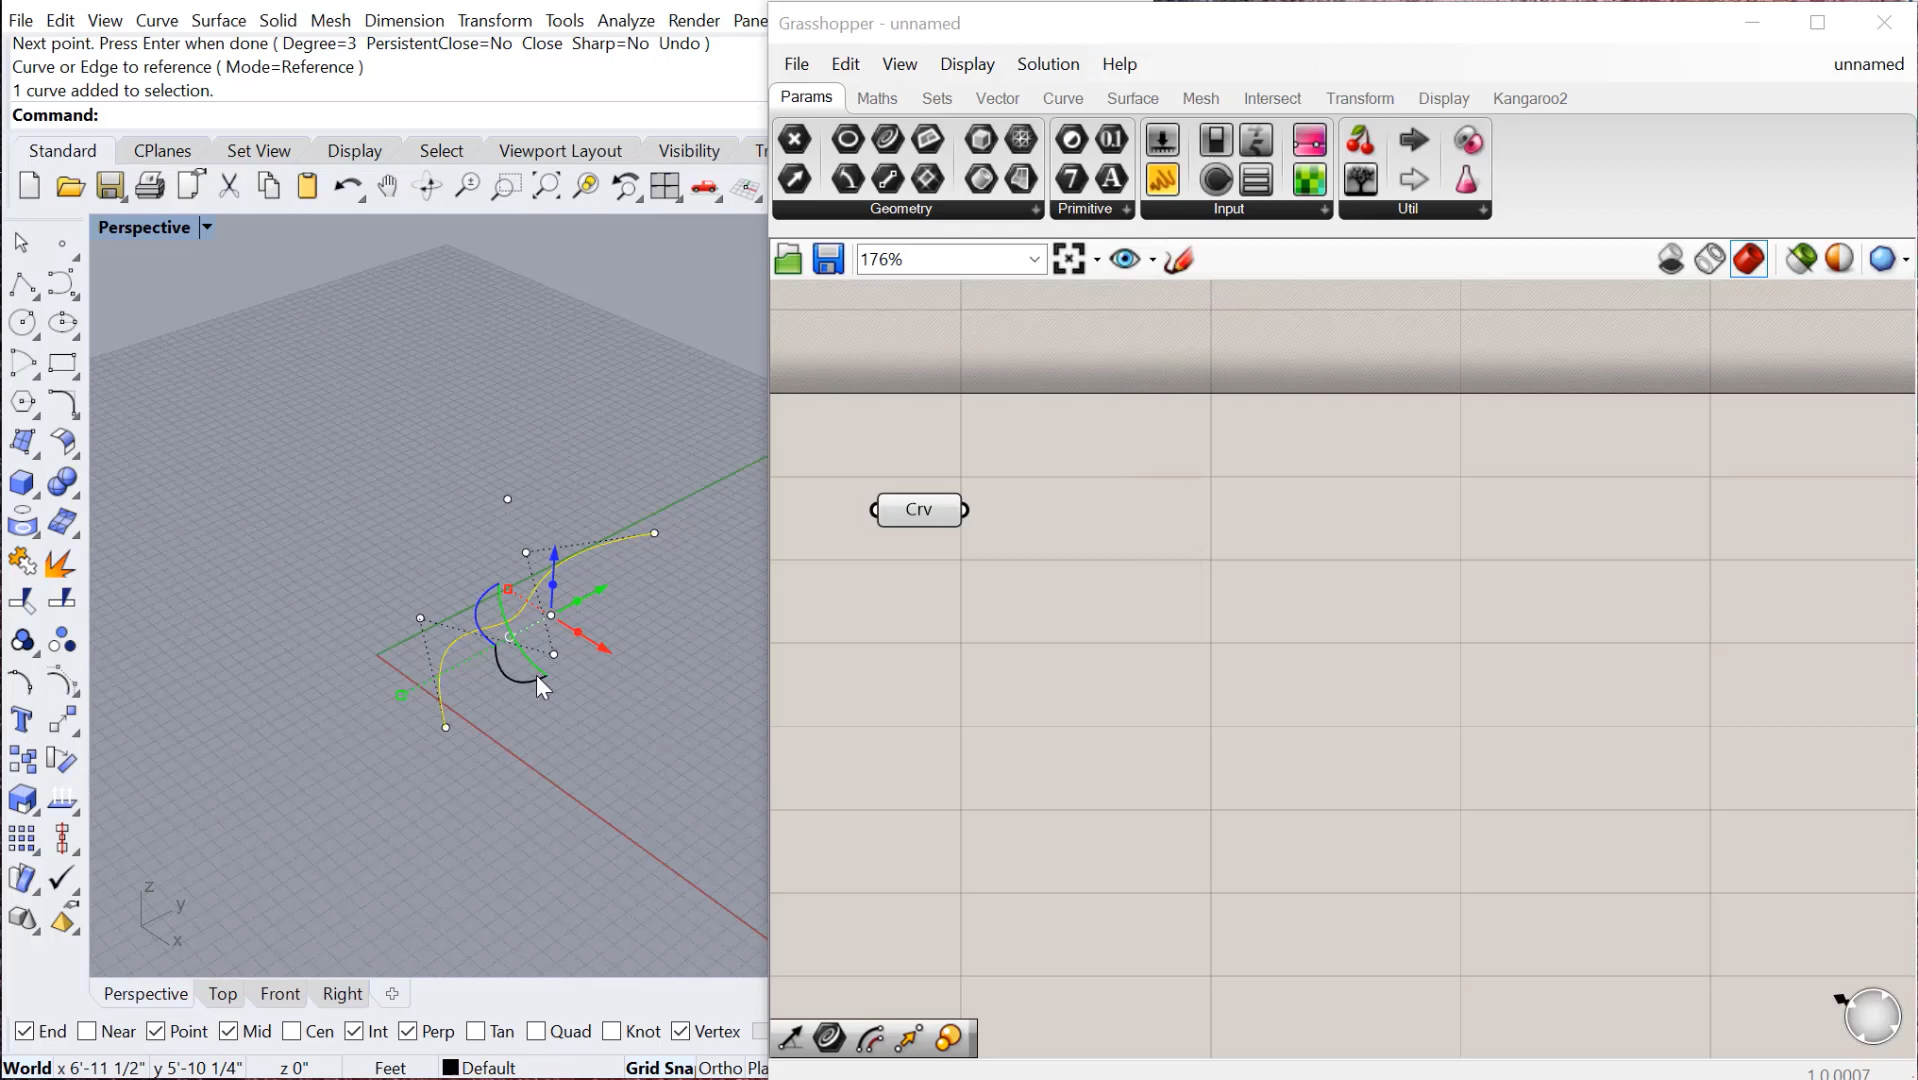 File Edit View Curve Surface Solid Mesh Dimension Transform Tools Analyze Render Pane
Next point. Press Enter when done ( Degree=3 PersistentClose=No Close Sharp=No Undo )
Curve or Edge to reference ( Mode=Reference )
1 curve added to selection.
Command:
Standard CPlanes Set View Display Select Viewport Layout Visibility Tr
Perspective
z
y
x
Perspective Top Front Right
End Near Point Mid Cen Int Perp Tan Quad Knot Vertex
World x 6'-11 1/2" y 5'-10 1/4" z 0" Feet Default Grid Sna Ortho Pla
Grasshopper - unnamed
File Edit View Display Solution Help unnamed
Params Maths Sets Vector Curve Surface Mesh Intersect Transform Display Kangaroo2
Geometry Primitive Input Util
176%
Crv
1.0.0007